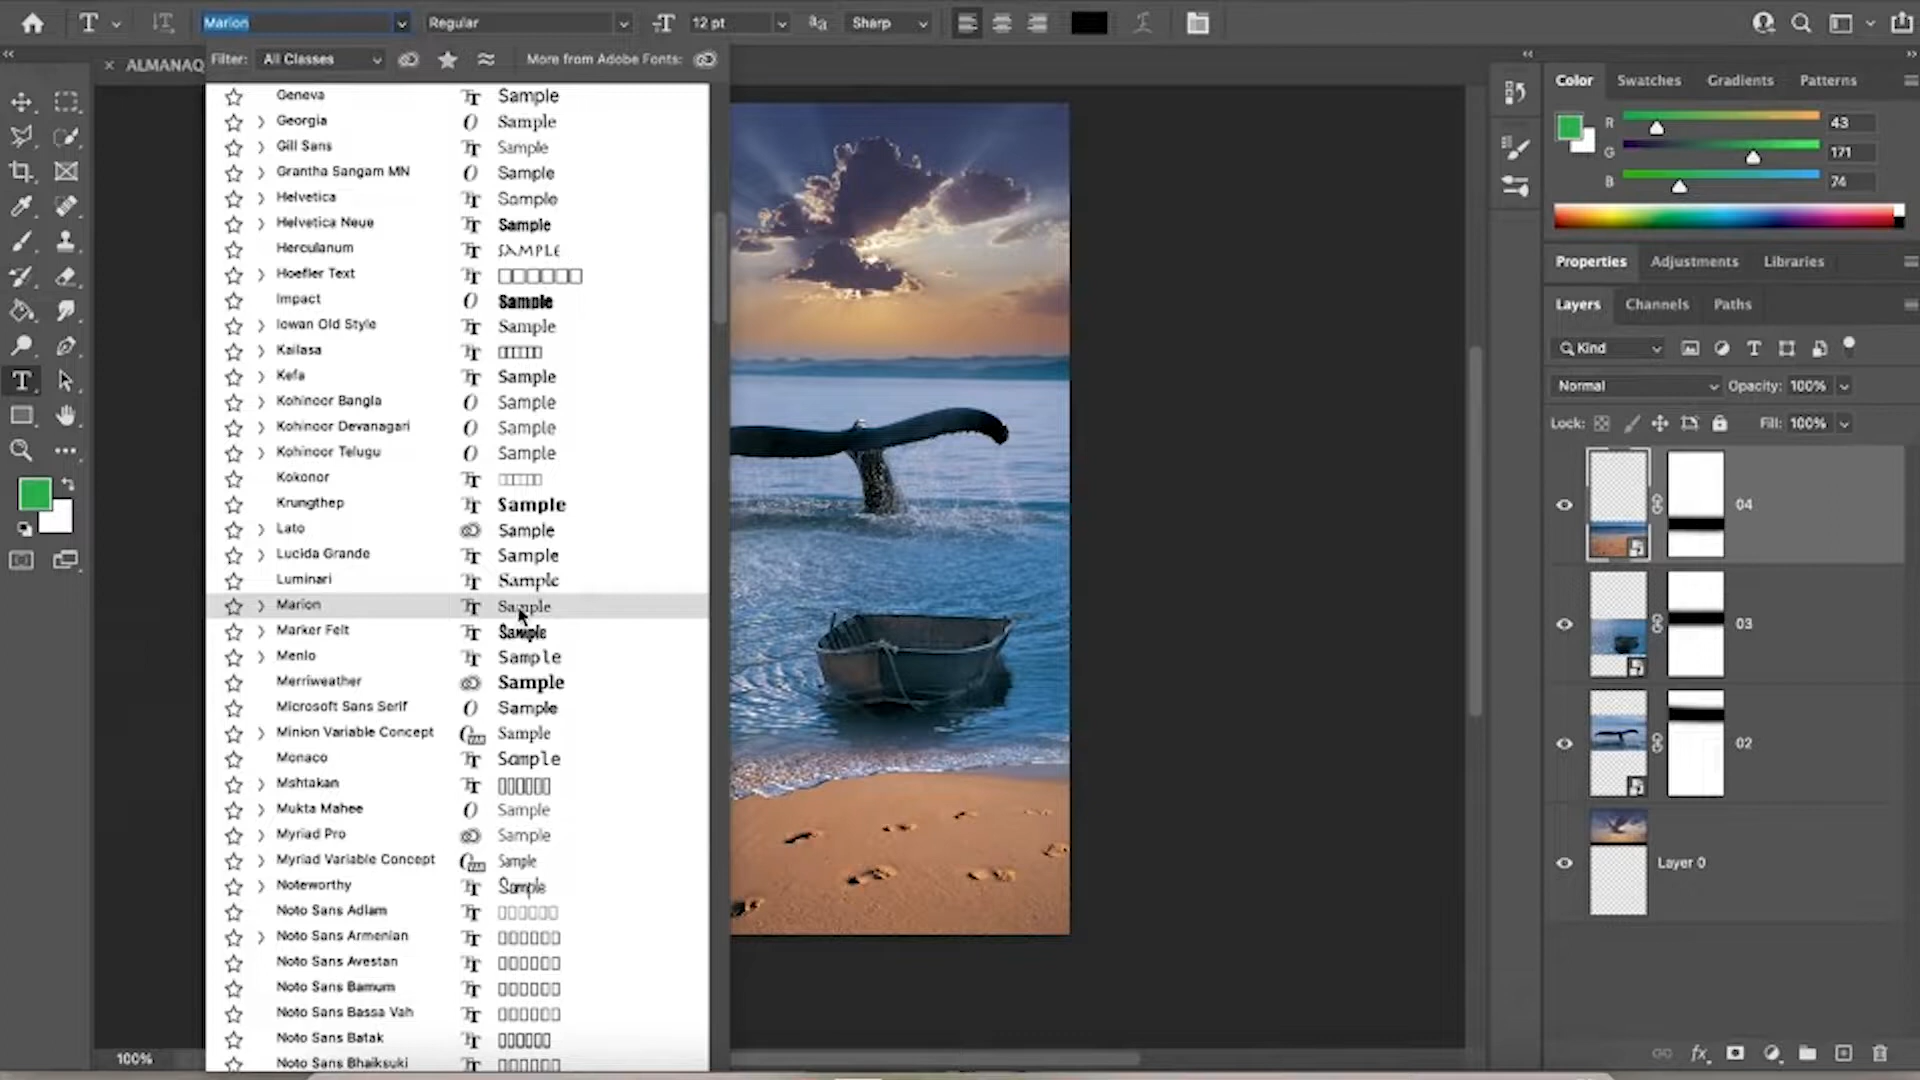 Marion Regular 12 pt Sharp
Filter: All Classes More from Adobe Fonts:
ALMANAQ
Geneva Sample
Georgia Sample
Gill Sans Sample
Grantha Sangam MN Sample
Helvetica Sample
Helvetica Neue Sample
Herculanum SAMPLE
Hoefler Text
Impact Sample
Iowan Old Style Sample
Kailasa
Kefa Sample
Kohinoor Bangla Sample
Kohinoor Devanagari Sample
Kohinoor Telugu Sample
Kokonor
Krungthep Sample
Lato Sample
Lucida Grande Sample
Luminari Sample
Marion Sample
Marker Felt Sample
Menlo Sample
Merriweather Sample
Microsoft Sans Serif Sample
Minion Variable Concept Sample
Monaco Sample
Mshtakan
Mukta Mahee Sample
Myriad Pro Sample
Myriad Variable Concept Sample
Noteworthy Sample
Noto Sans Adlam
Noto Sans Armenian
Noto Sans Avestan
Noto Sans Bamum
Noto Sans Bassa Vah
Noto Sans Batak
Noto Sans Bhaiksuki
100%
Color Swatches Gradients Patterns
R 43
G 171
B 74
Properties Adjustments Libraries
Layers Channels Paths
Kind
Normal Opacity: 100%
Lock: Fill: 100%
04
03
02
Layer 0
fx